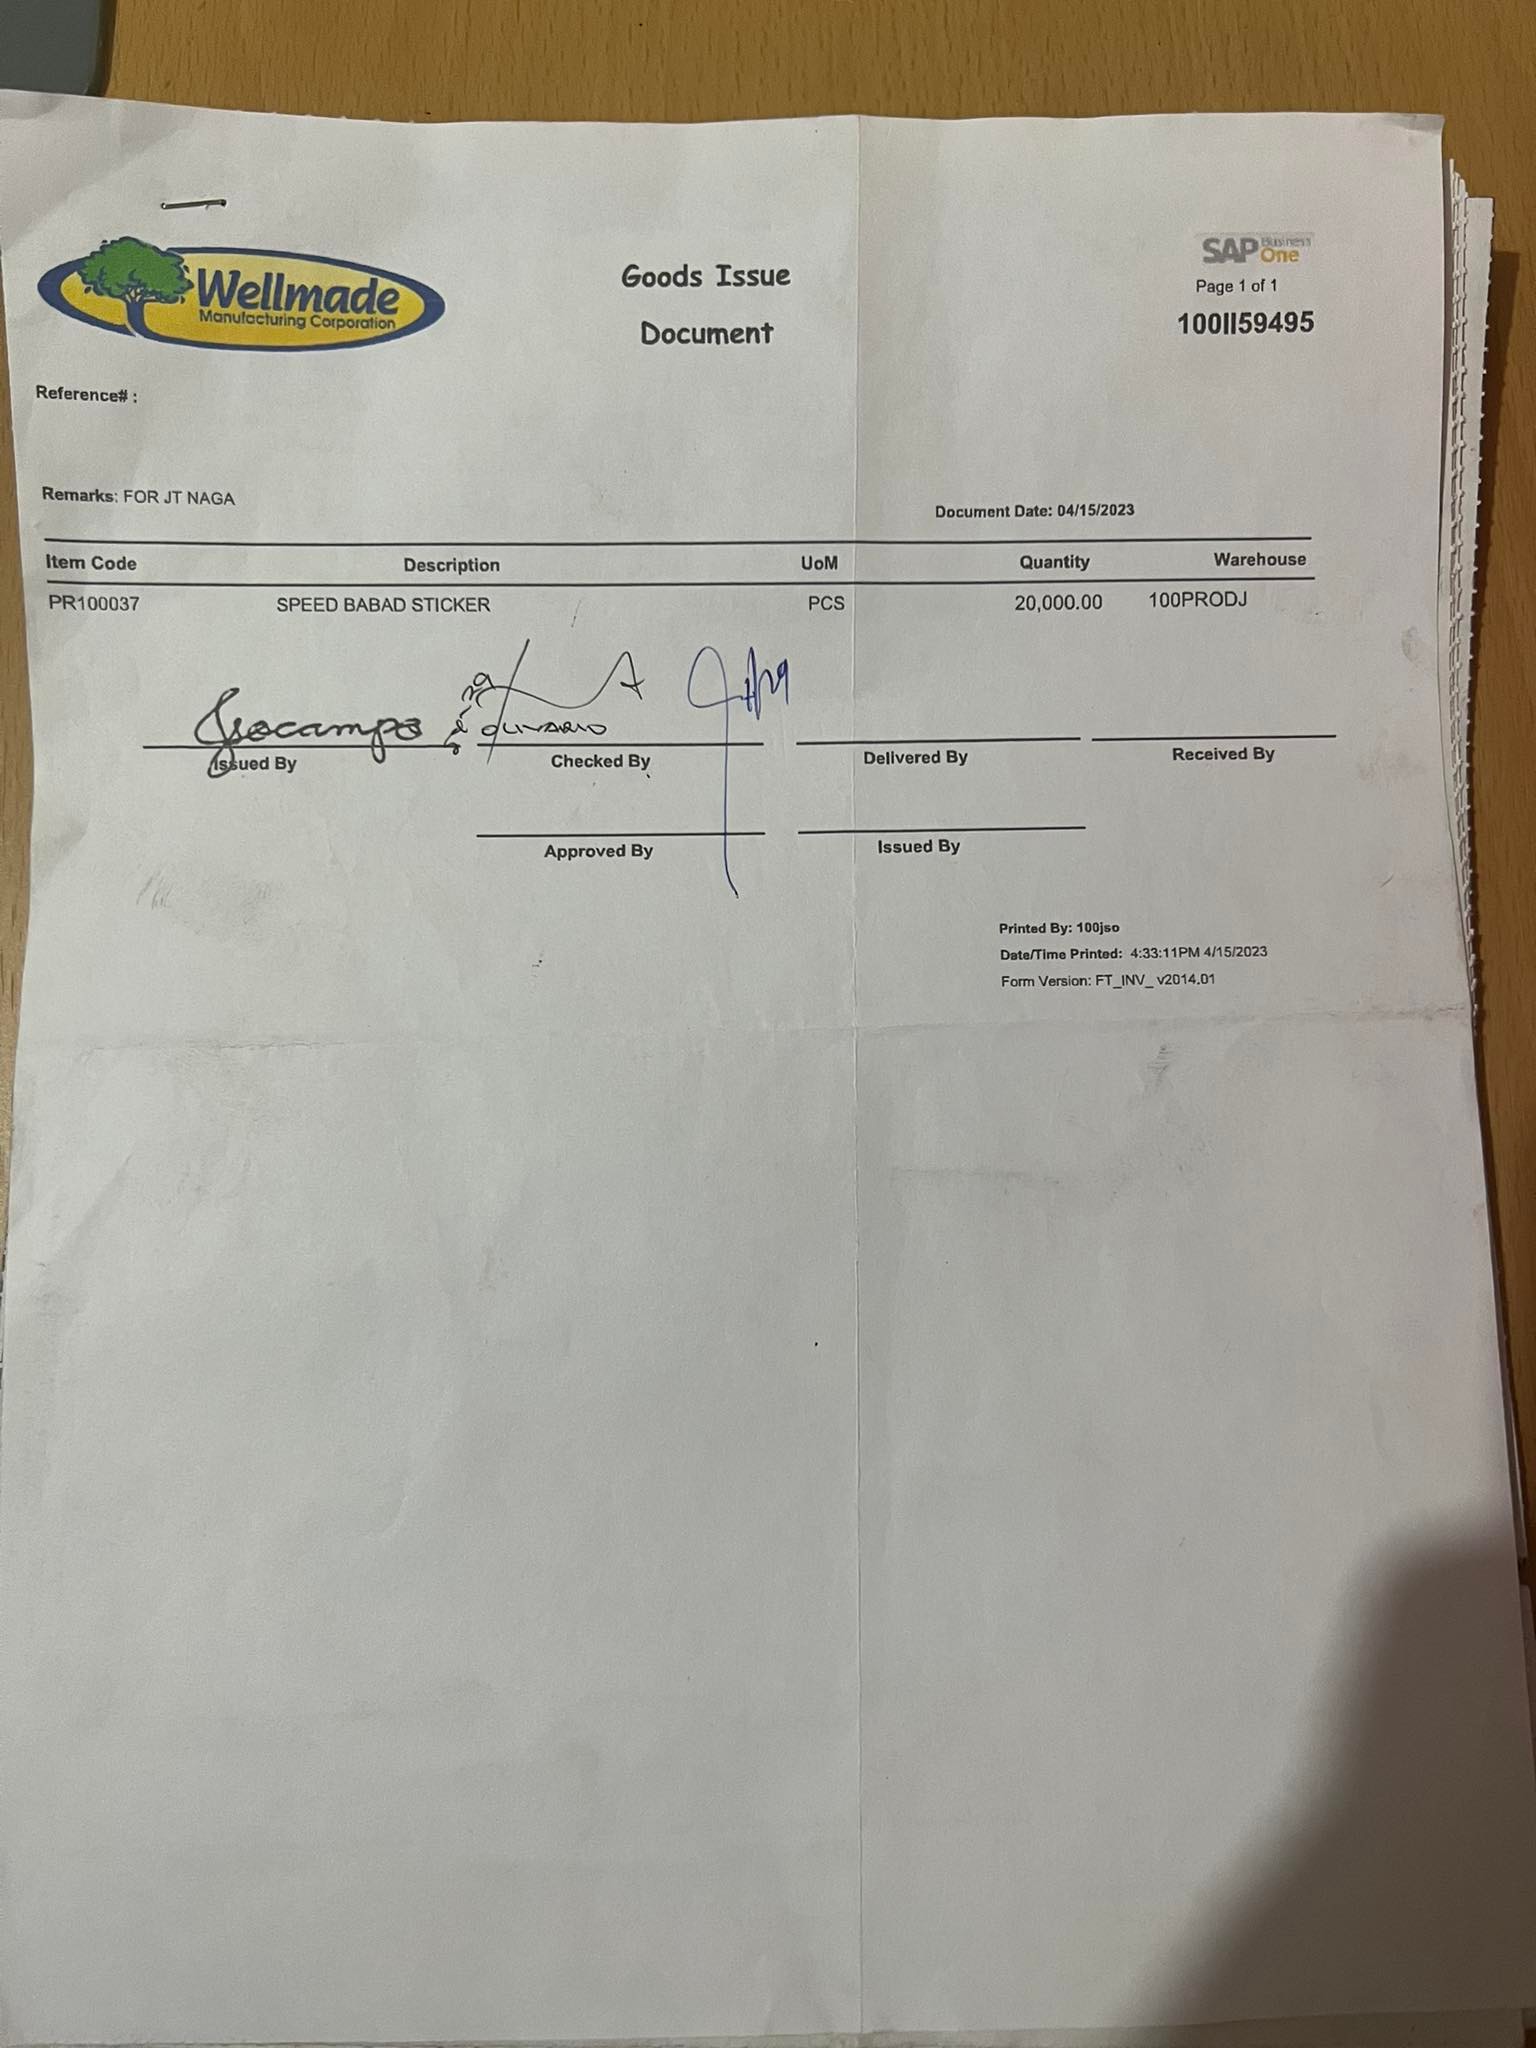 Wellmade
Manufacturing Corporation
Goods Issue
Document
SAP Business One
Page 1 of 1
100II59495
Reference# :
Remarks: FOR JT NAGA
Document Date: 04/15/2023
Item Code Description UoM Quantity Warehouse
PR100037 SPEED BABAD STICKER PCS 20,000.00 100PRODJ
Jsocampo
OLIVARIO
Issued By Checked By Delivered By Received By
Approved By Issued By
Printed By: 100jso
Date/Time Printed: 4:33:11PM 4/15/2023
Form Version: FT_INV_ v2014.01